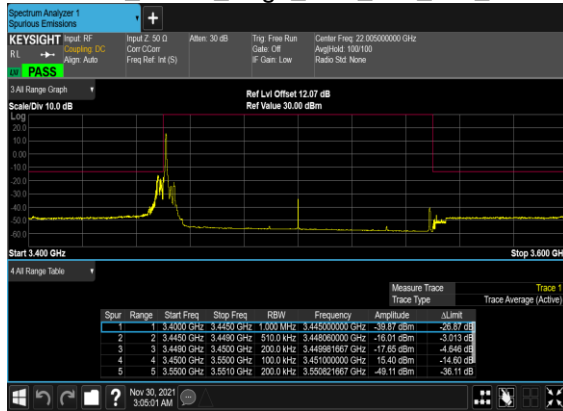 Spectrum Analyzer 1
Spurious Emissions
KEYSIGHT Input: RF Input Z: 50 Ω Atten: 30 dB Trig: Free Run Center Freq: 22.005000000 GHz
RL Coupling: DC Corr CCorr Gate: Off Avg|Hold: 100/100
Align: Auto Freq Ref: Int (S) IF Gain: Low Radio Std: None
PASS
3 All Range Graph
Ref Lvl Offset 12.07 dB
Scale/Div 10.0 dB Ref Value 30.00 dBm
Log
20.0
10.0
0.00
-10.0
-20.0
-30.0
-40.0
-50.0
-60.0
Start 3.400 GHz Stop 3.600 GH
4 All Range Table
Measure Trace Trace 1
Trace Type Trace Average (Active)
Spur Range Start Freq Stop Freq RBW Frequency Amplitude ΔLimit
1 1 3.4000 GHz 3.4450 GHz 1.000 MHz 3.445000000 GHz -39.87 dBm -26.87 dB
2 2 3.4450 GHz 3.4490 GHz 510.0 kHz 3.448060000 GHz -16.01 dBm -3.013 dB
3 3 3.4490 GHz 3.4500 GHz 200.0 kHz 3.449981667 GHz -17.65 dBm -4.646 dB
4 4 3.4500 GHz 3.5500 GHz 100.0 kHz 3.451000000 GHz 15.40 dBm -14.60 dB
5 5 3.5500 GHz 3.5510 GHz 200.0 kHz 3.550821667 GHz -49.11 dBm -36.11 dB
Nov 30, 2021
3:05:01 AM